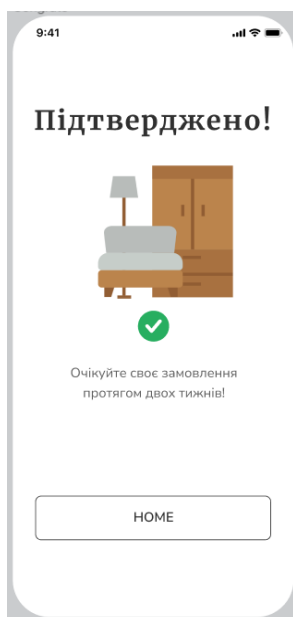 9:41
Підтверджено!
Очікуйте своє замовлення
протягом двох тижнів!
HOME